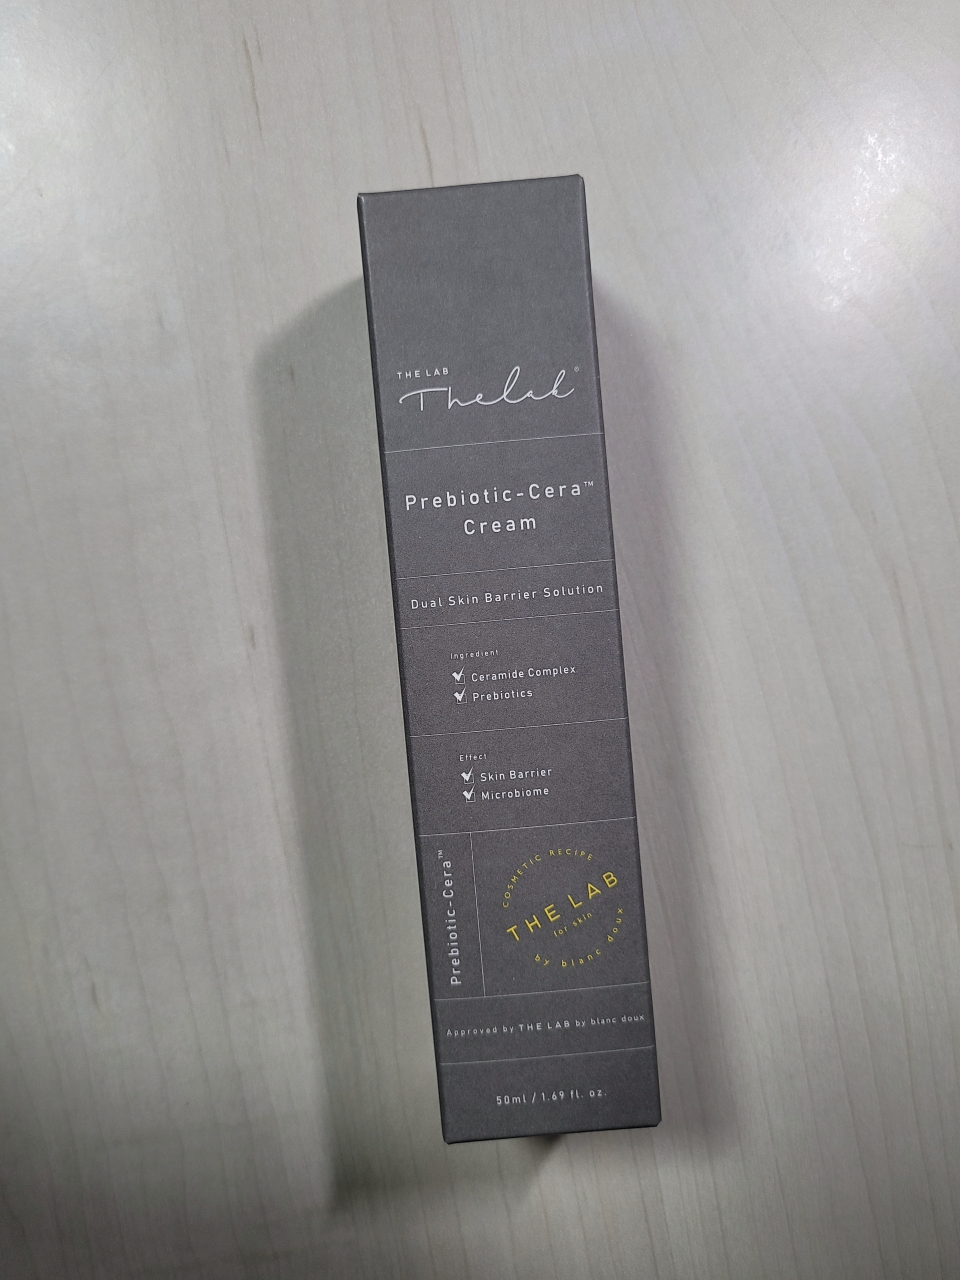 THE LAB
Thelab®
Prebiotic-Cera™
Cream
Dual Skin Barrier Solution
Ingredient
Ceramide Complex
Prebiotics
Effect
Skin Barrier
Microbiome
Prebiotic-Cera™
COSMETIC RECIPE
THE LAB
for skin
by blanc doux
Approved by THE LAB by blanc doux
50ml / 1.69 fl. oz.